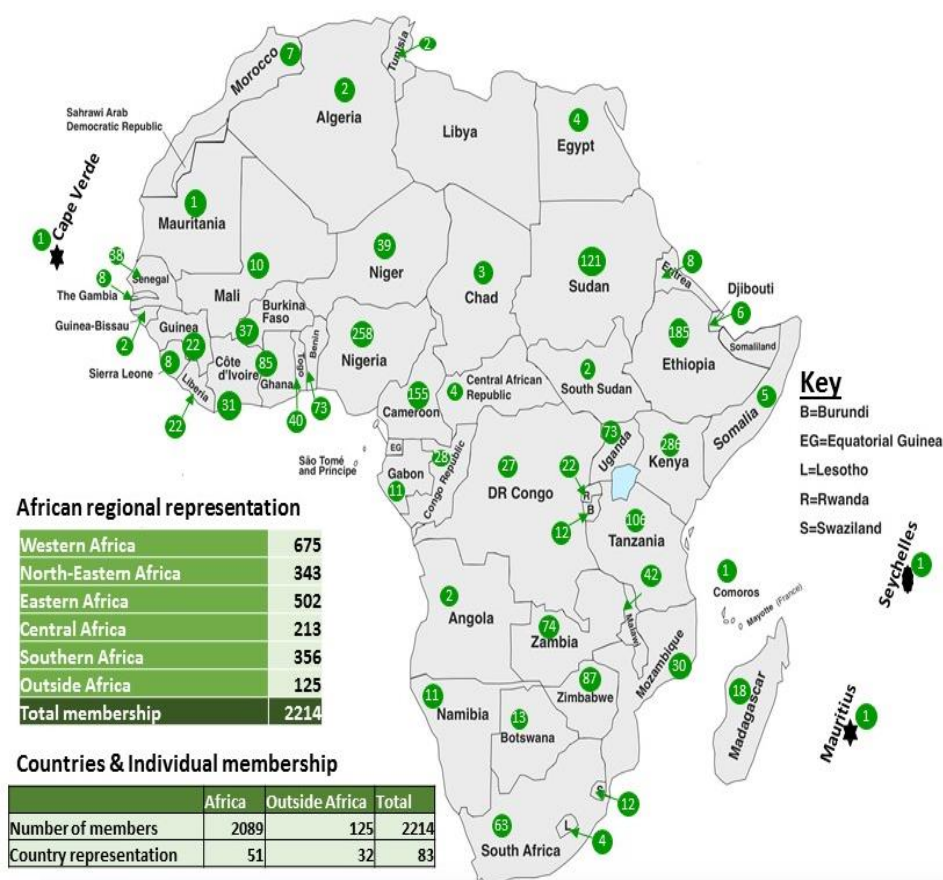 Morocco
7
Tunisia
2
2
Algeria
Libya
4
Egypt
Sahrawi Arab
Democratic Republic
Cape Verde
1
1
Mauritania
38
Senegal
8
The Gambia
Guinea-Bissau
2
10
Mali
39
Niger
3
Chad
121
Sudan
8
Eritrea
Djibouti
6
185
Ethiopia
Somaliland
5
Somalia
Burkina
Faso
37
Guinea
22
8
Sierra Leone
Liberia
22
Côte
d'Ivoire
31
85
Ghana
Togo
40
Benin
73
258
Nigeria
155
Cameroon
4
Central African
Republic
2
South Sudan
73
Uganda
286
Kenya
EG
São Tomé
and Príncipe
Gabon
11
28
Congo Republic
27
DR Congo
22
R
B
12
106
Tanzania
42
Malawi
1
Comoros
Mayotte (France)
Seychelles
1
2
Angola
74
Zambia
87
Zimbabwe
Mozambique
30
18
Madagascar
Mauritius
1
11
Namibia
13
Botswana
S
12
63
South Africa
L
4
Key
B=Burundi
EG=Equatorial Guinea
L=Lesotho
R=Rwanda
S=Swaziland
African regional representation
Western Africa 675
North-Eastern Africa 343
Eastern Africa 502
Central Africa 213
Southern Africa 356
Outside Africa 125
Total membership 2214
Countries & Individual membership
Africa Outside Africa Total
Number of members 2089 125 2214
Country representation 51 32 83